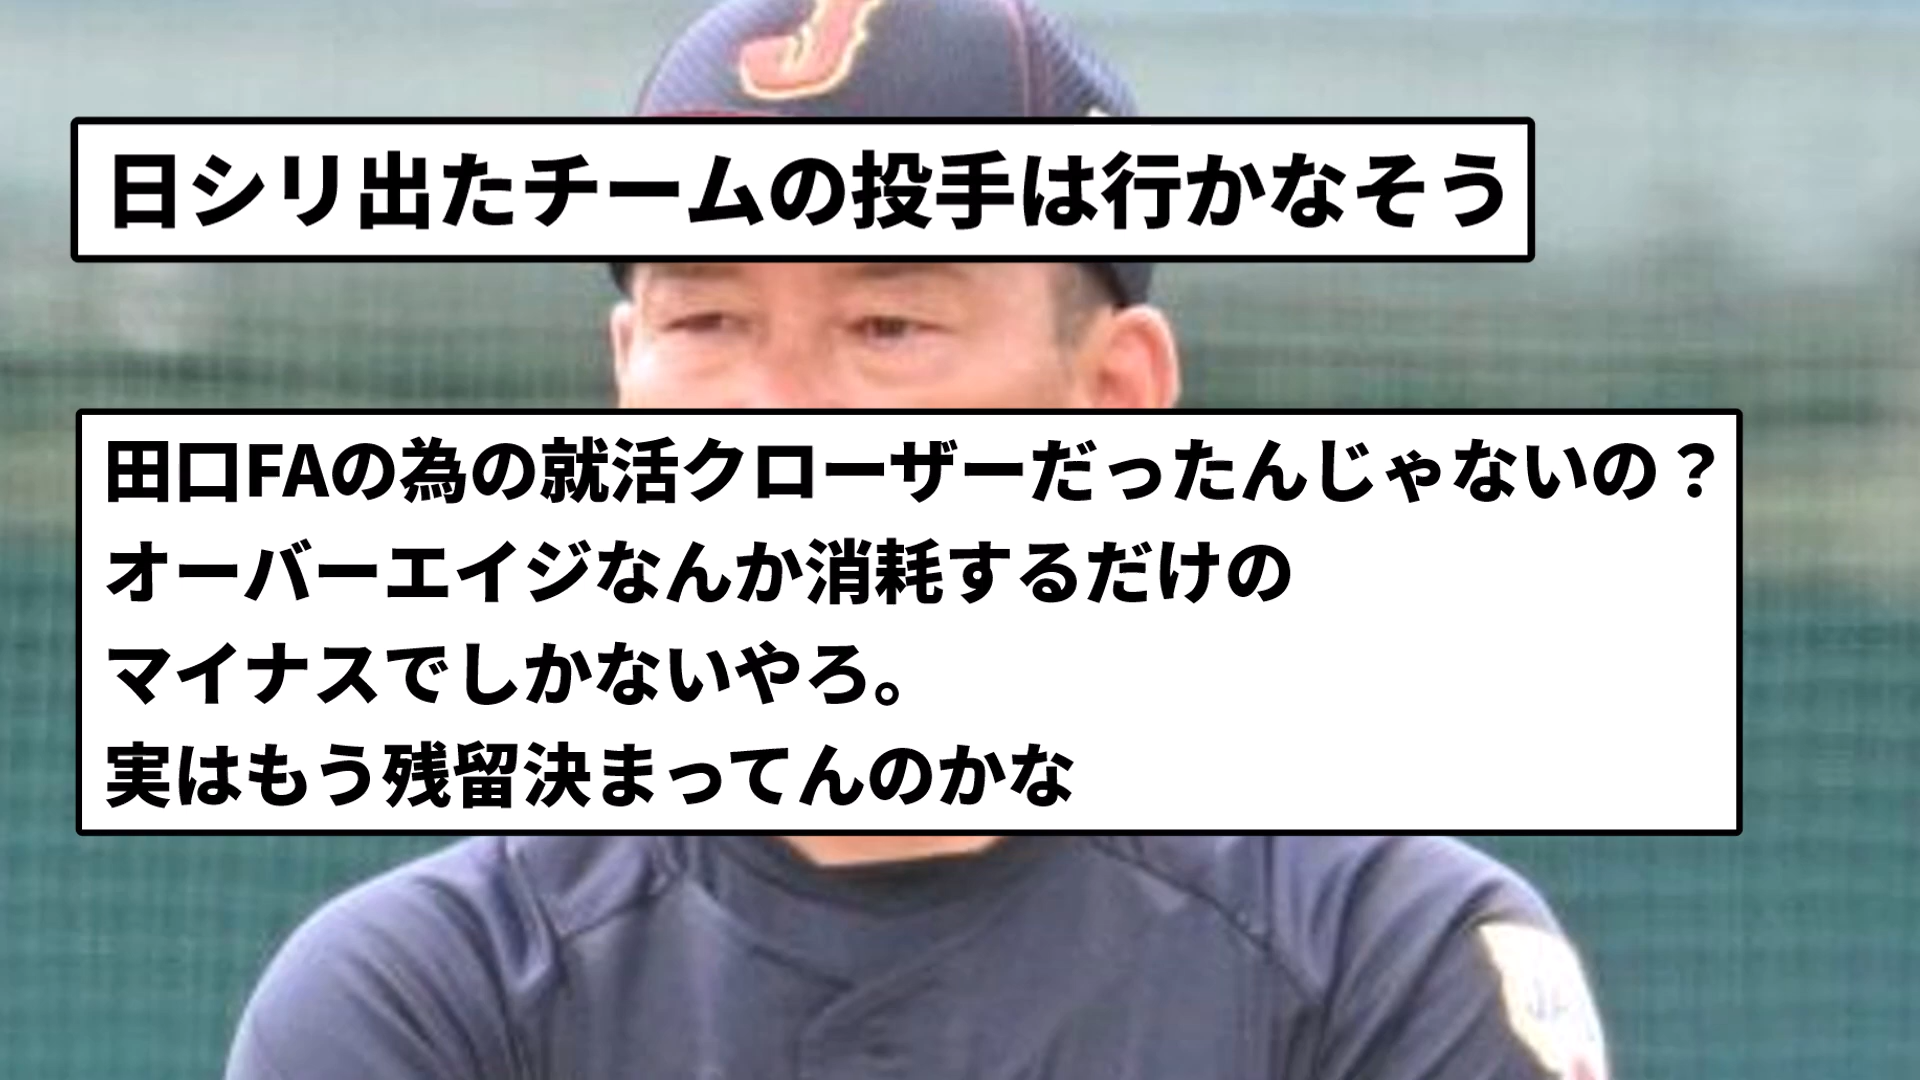 J
日シリ出たチームの投手は行かなそう
田口FAの為の就活クローザーだったんじゃないの？
オーバーエイジなんか消耗するだけの
マイナスでしかないやろ。
実はもう残留決まってんのかな